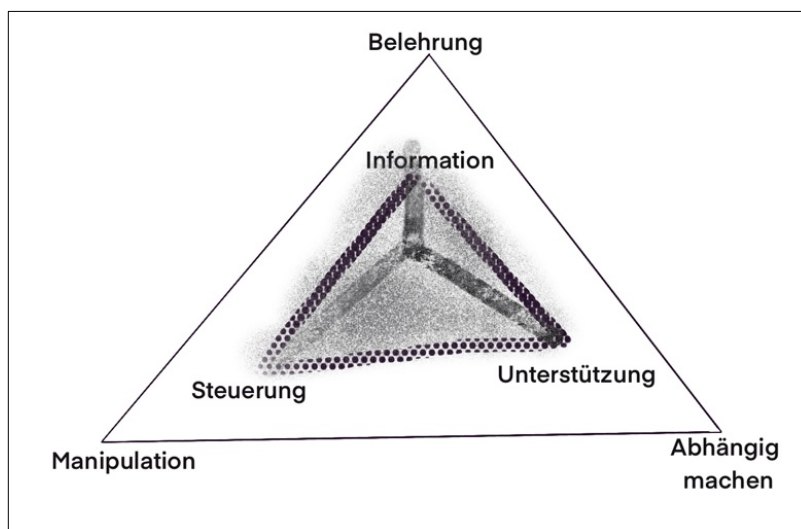 Belehrung
Information
Steuerung
Unterstützung
Manipulation
Abhängig
machen